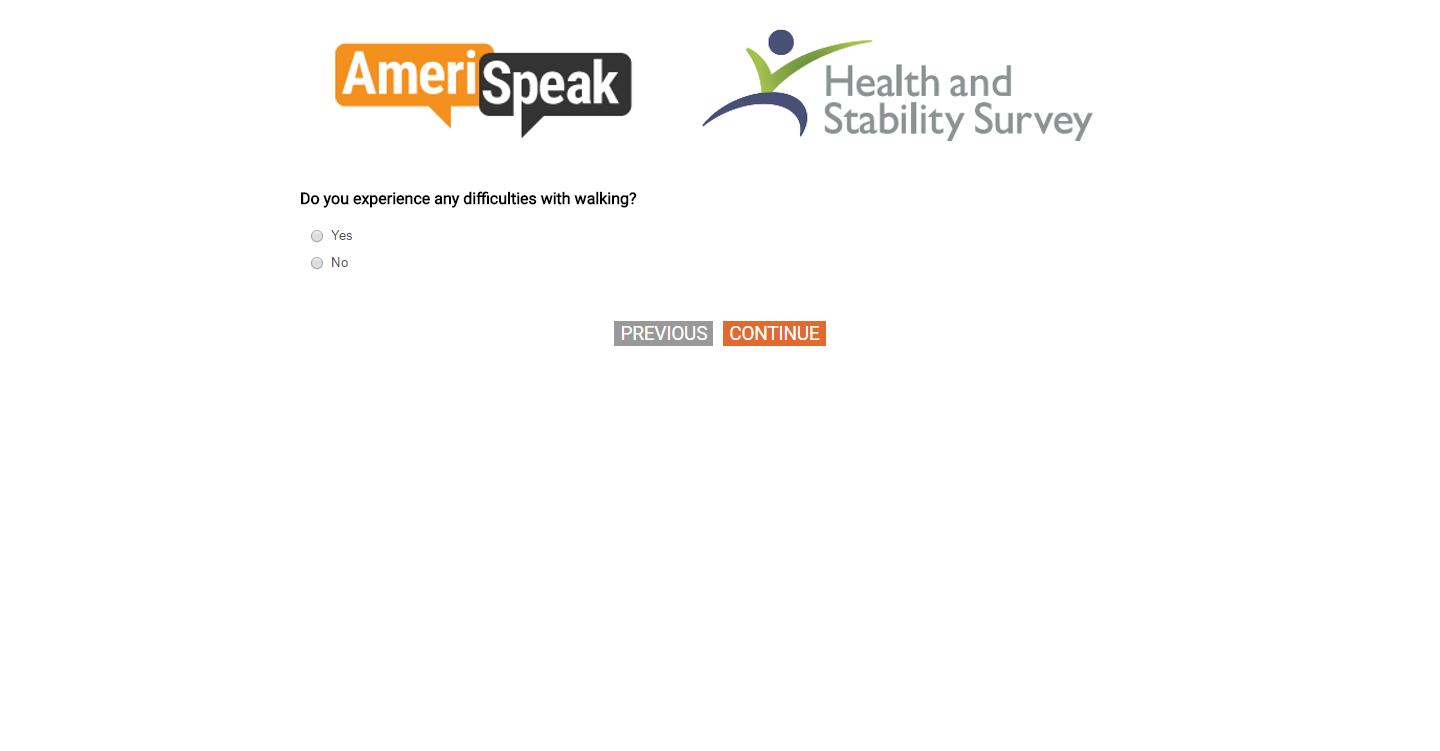 AmeriSpeak
Health and
Stability Survey
Do you experience any difficulties with walking?
Yes
No
PREVIOUS CONTINUE